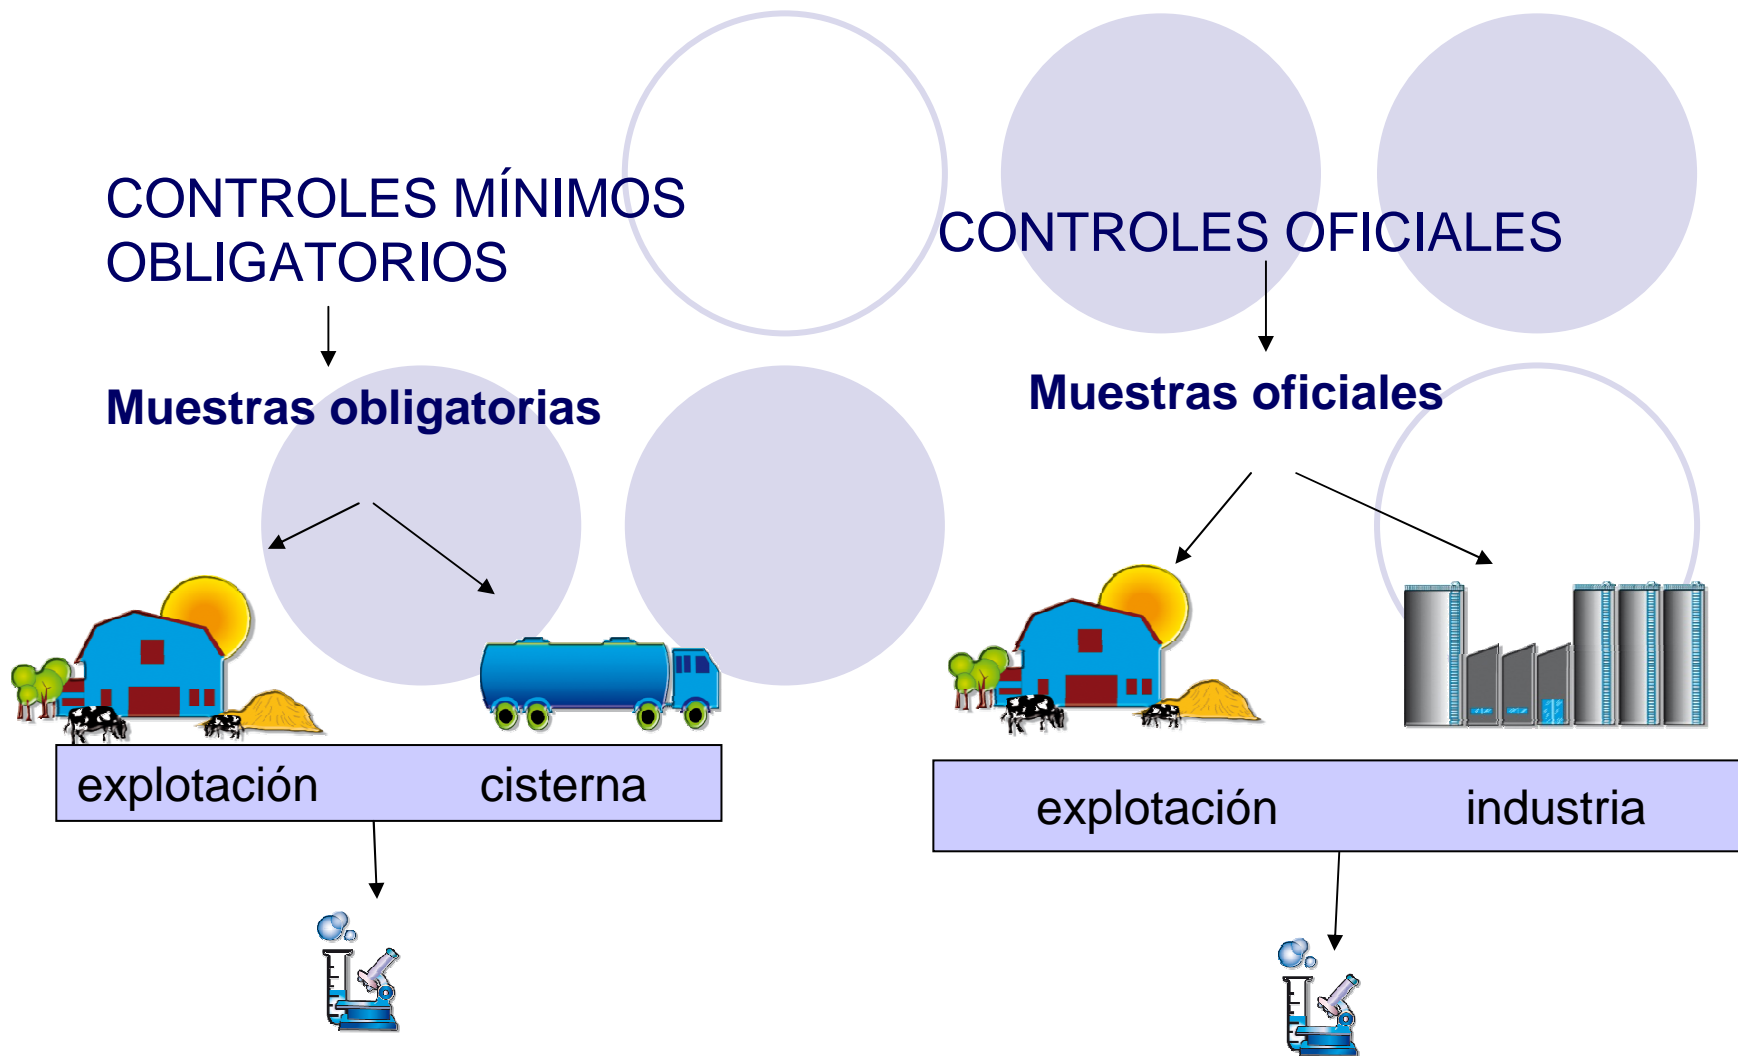 CONTROLES MÍNIMOS
OBLIGATORIOS
Muestras obligatorias
explotación cisterna
CONTROLES OFICIALES
Muestras oficiales
explotación industria